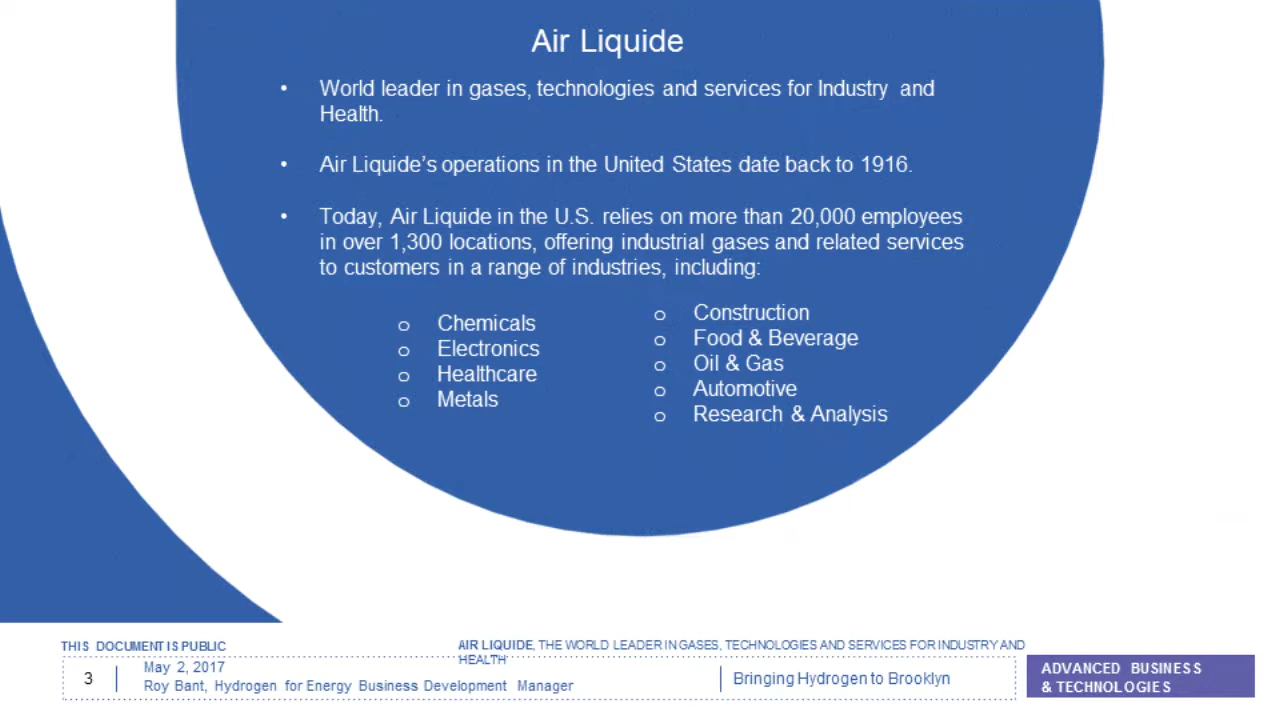 Air Liquide
• World leader in gases, technologies and services for Industry and
Health.
• Air Liquide's operations in the United States date back to 1916.
• Today, Air Liquide in the U.S. relies on more than 20,000 employees
in over 1,300 locations, offering industrial gases and related services
to customers in a range of industries, including:
o Chemicals
o Electronics
o Healthcare
o Metals
o Construction
o Food & Beverage
o Oil & Gas
o Automotive
o Research & Analysis
THIS DOCUMENT IS PUBLIC
AIR LIQUIDE, THE WORLD LEADER IN GASES, TECHNOLOGIES AND SERVICES FOR INDUSTRY AND
HEALTH
3
May 2, 2017
Roy Bant, Hydrogen for Energy Business Development Manager
Bringing Hydrogen to Brooklyn
ADVANCED BUSINESS
& TECHNOLOGIES